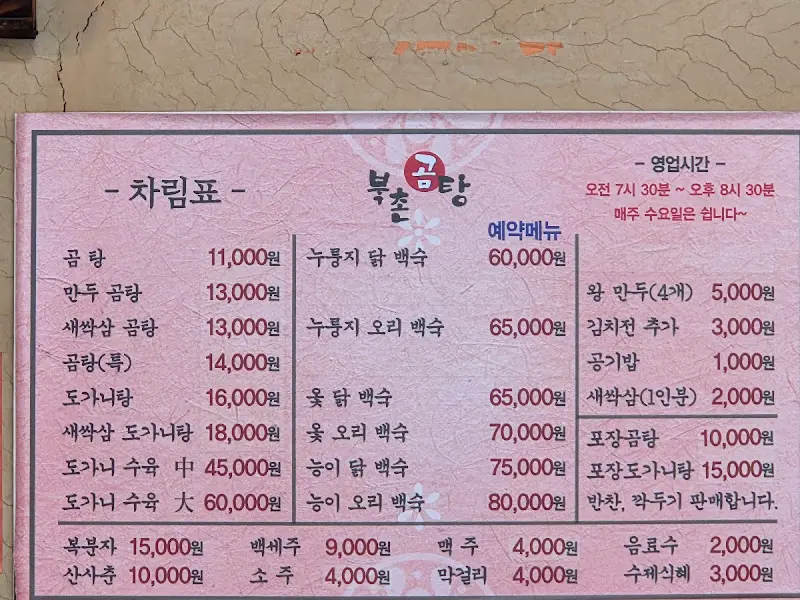 - 차림표 -
북촌 곰탕
- 영업시간 -
오전 7시 30분 ~ 오후 8시 30분
매주 수요일은 쉽니다~
곰 탕 11,000원
만두 곰탕 13,000원
새싹삼 곰탕 13,000원
곰탕(특) 14,000원
도가니탕 16,000원
새싹삼 도가니탕 18,000원
도가니 수육 中 45,000원
도가니 수육 大 60,000원
예약메뉴
누룽지 닭 백숙 60,000원
누룽지 오리 백숙 65,000원
옻 닭 백숙 65,000원
옻 오리 백숙 70,000원
능이 닭 백숙 75,000원
능이 오리 백숙 80,000원
왕 만두(4개) 5,000원
김치전 추가 3,000원
공기밥 1,000원
새싹삼(1인분) 2,000원
포장곰탕 10,000원
포장도가니탕 15,000원
반찬, 깍두기 판매합니다.
복분자 15,000원 백세주 9,000원 맥 주 4,000원 음료수 2,000원
산사춘 10,000원 소 주 4,000원 막걸리 4,000원 수제식혜 3,000원